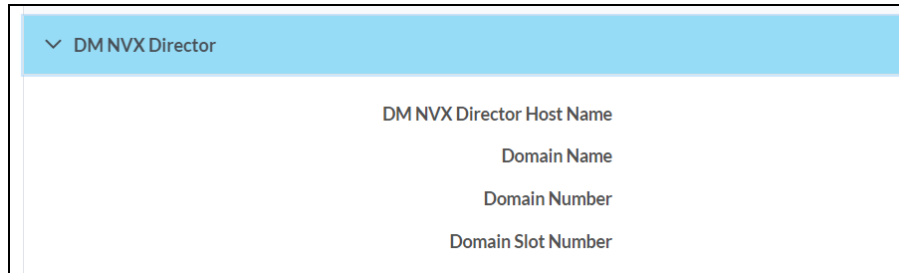 DM NVX Director
DM NVX Director Host Name
Domain Name
Domain Number
Domain Slot Number